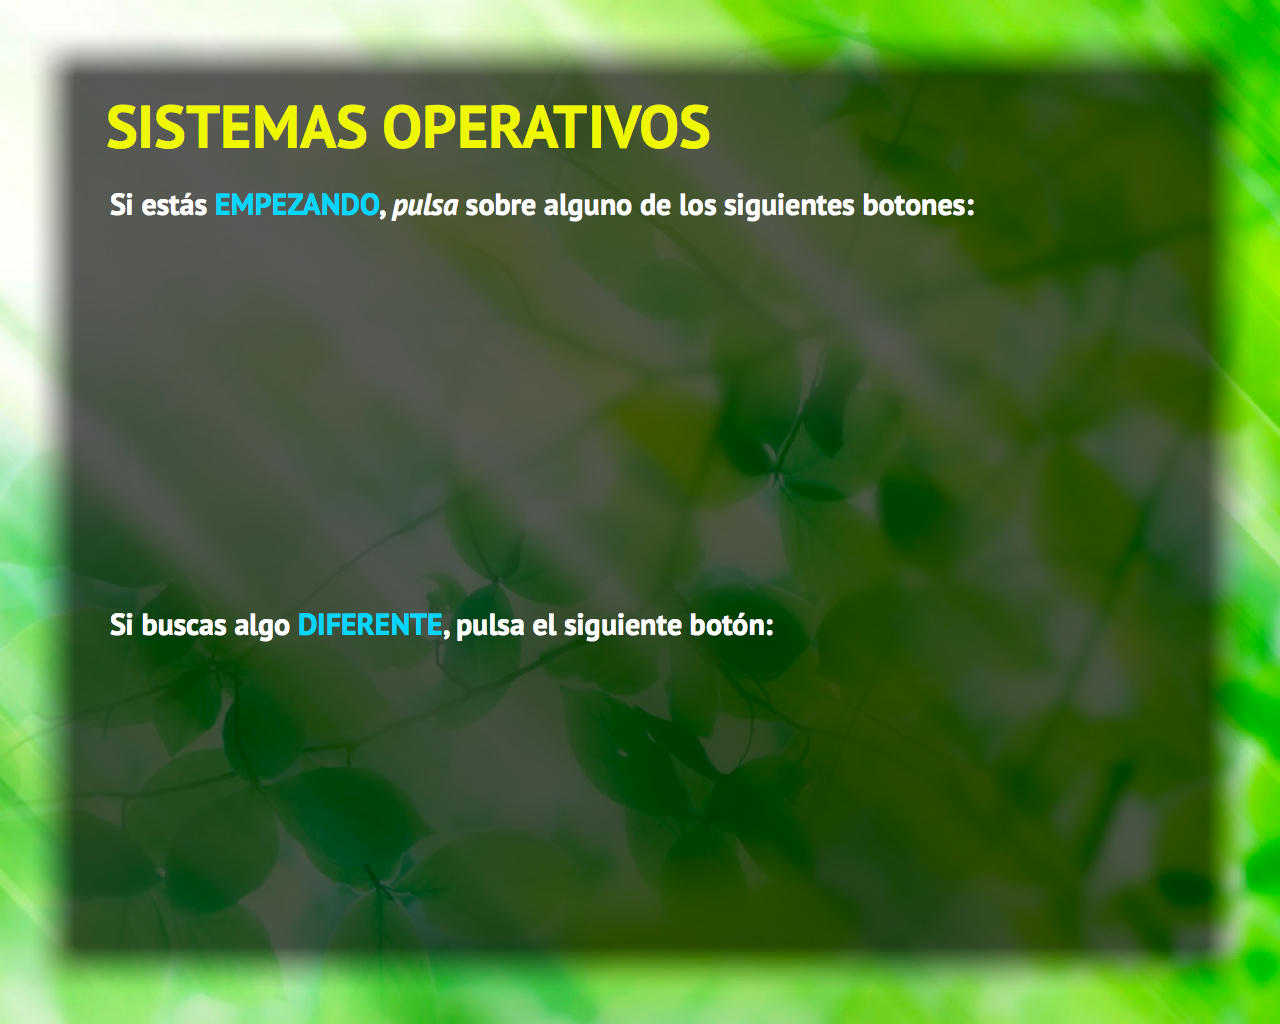 SISTEMAS OPERATIVOS
Si estás EMPEZANDO, pulsa sobre alguno de los siguientes botones:
Si buscas algo DIFERENTE, pulsa el siguiente botón: